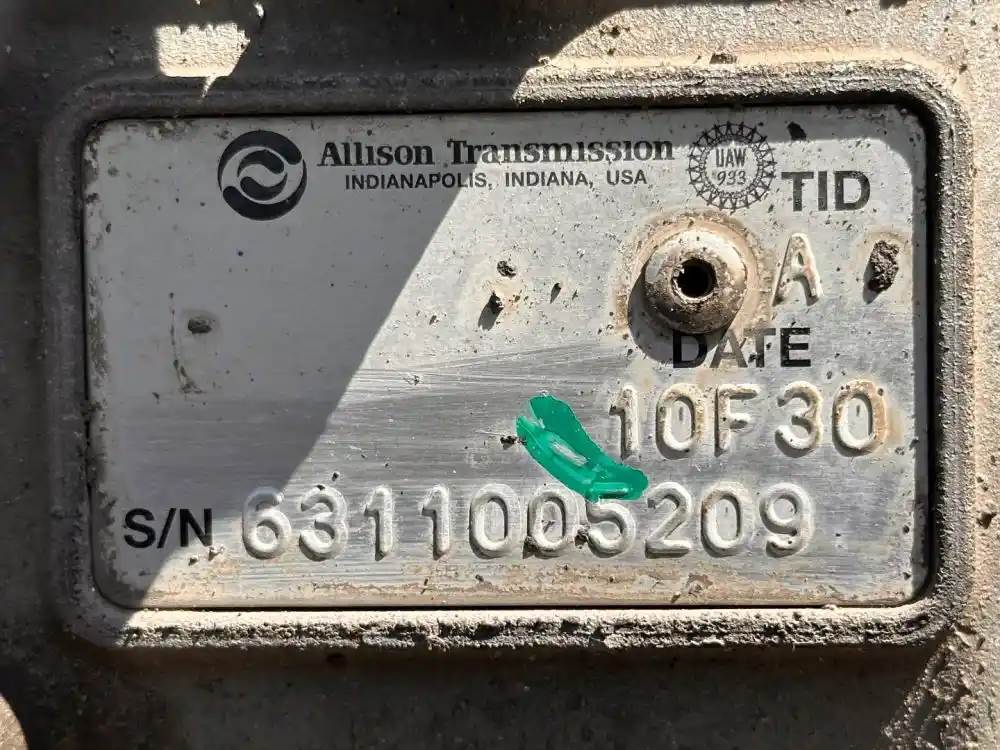 Allison Transmission
INDIANAPOLIS, INDIANA, USA
UAW
933
TID
A
DATE
10F30
S/N 6311005209